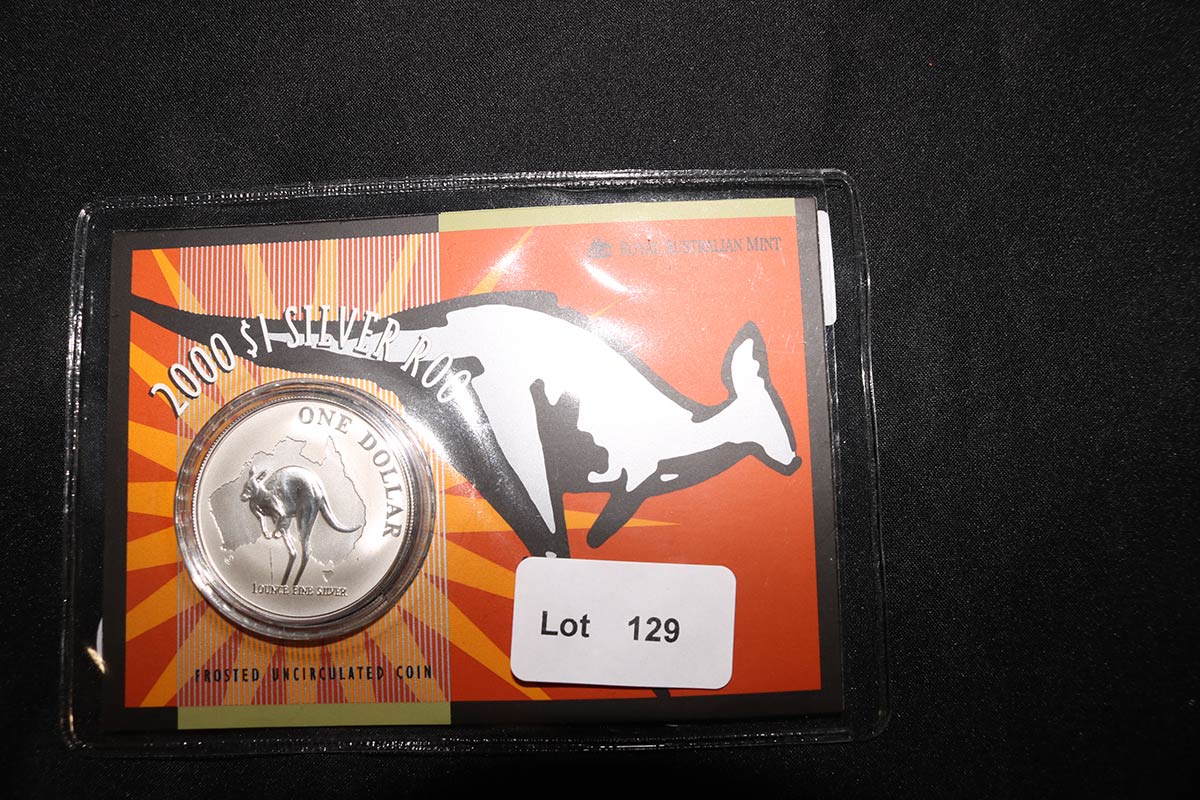 ROYAL AUSTRALIAN MINT
2000 $1 SILVER ROO
ONE DOLLAR
1 OUNCE FINE SILVER
Lot 129
FROSTED UNCIRCULATED COIN